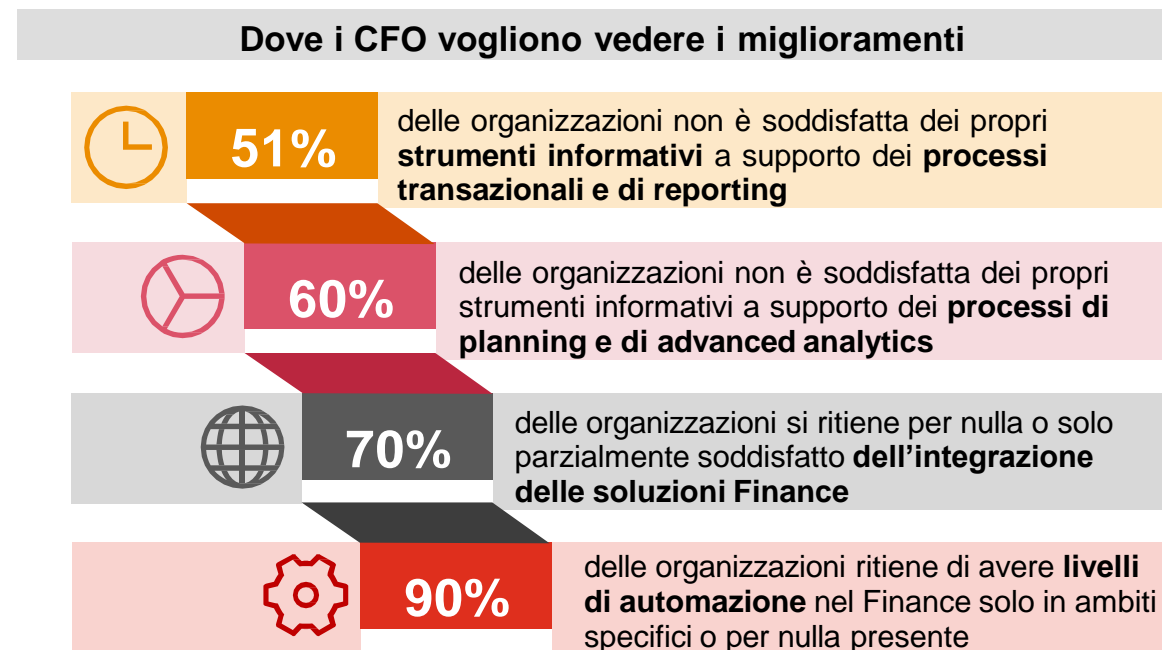 Dove i CFO vogliono vedere i miglioramenti
51%
delle organizzazioni non è soddisfatta dei propri
strumenti informativi a supporto dei processi
transazionali e di reporting
60%
delle organizzazioni non è soddisfatta dei propri
strumenti informativi a supporto dei processi di
planning e di advanced analytics
70%
delle organizzazioni si ritiene per nulla o solo
parzialmente soddisfatto dell’integrazione
delle soluzioni Finance
90%
delle organizzazioni ritiene di avere livelli
di automazione nel Finance solo in ambiti
specifici o per nulla presente